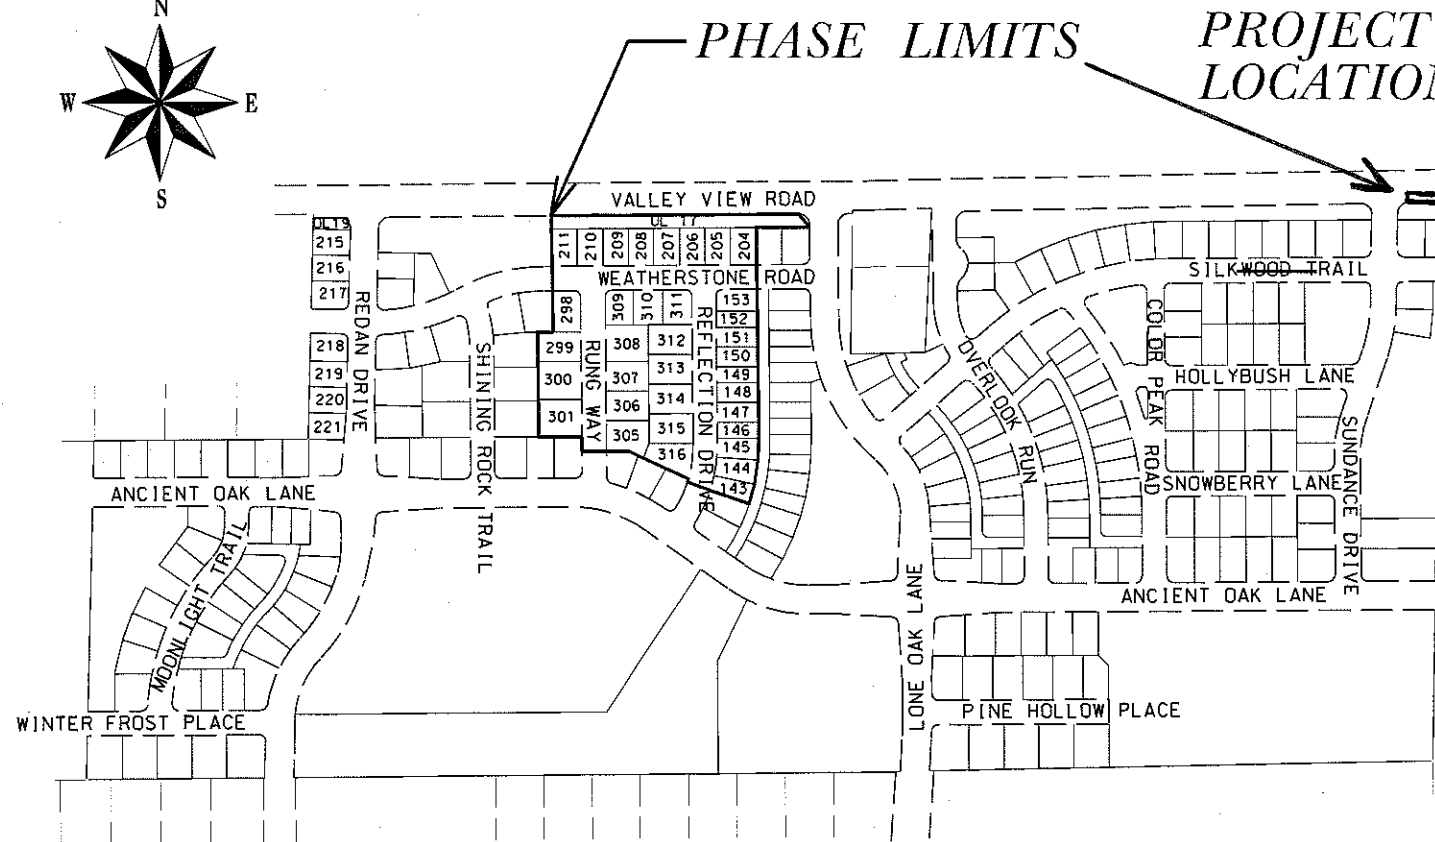 N
W
E
S
PHASE LIMITS
PROJECT
LOCATION
VALLEY VIEW ROAD
OL 17
OL19
215
216
217
218
219
220
221
211
210
209
208
207
206
205
204
WEATHERSTONE ROAD
298
299
300
301
309
310
311
308
307
306
305
312
313
314
315
316
153
152
151
150
149
148
147
146
145
144
143
REDAN DRIVE
SHINING ROCK TRAIL
RUNG WAY
REFLECTION DRIVE
SILKWOOD TRAIL
COLOR PEAK ROAD
OVERLOOK RUN
HOLLYBUSH LANE
SNOWBERRY LANE
SUNDANCE DRIVE
ANCIENT OAK LANE
ANCIENT OAK LANE
MOONLIGHT TRAIL
WINTER FROST PLACE
LONE OAK LANE
PINE HOLLOW PLACE